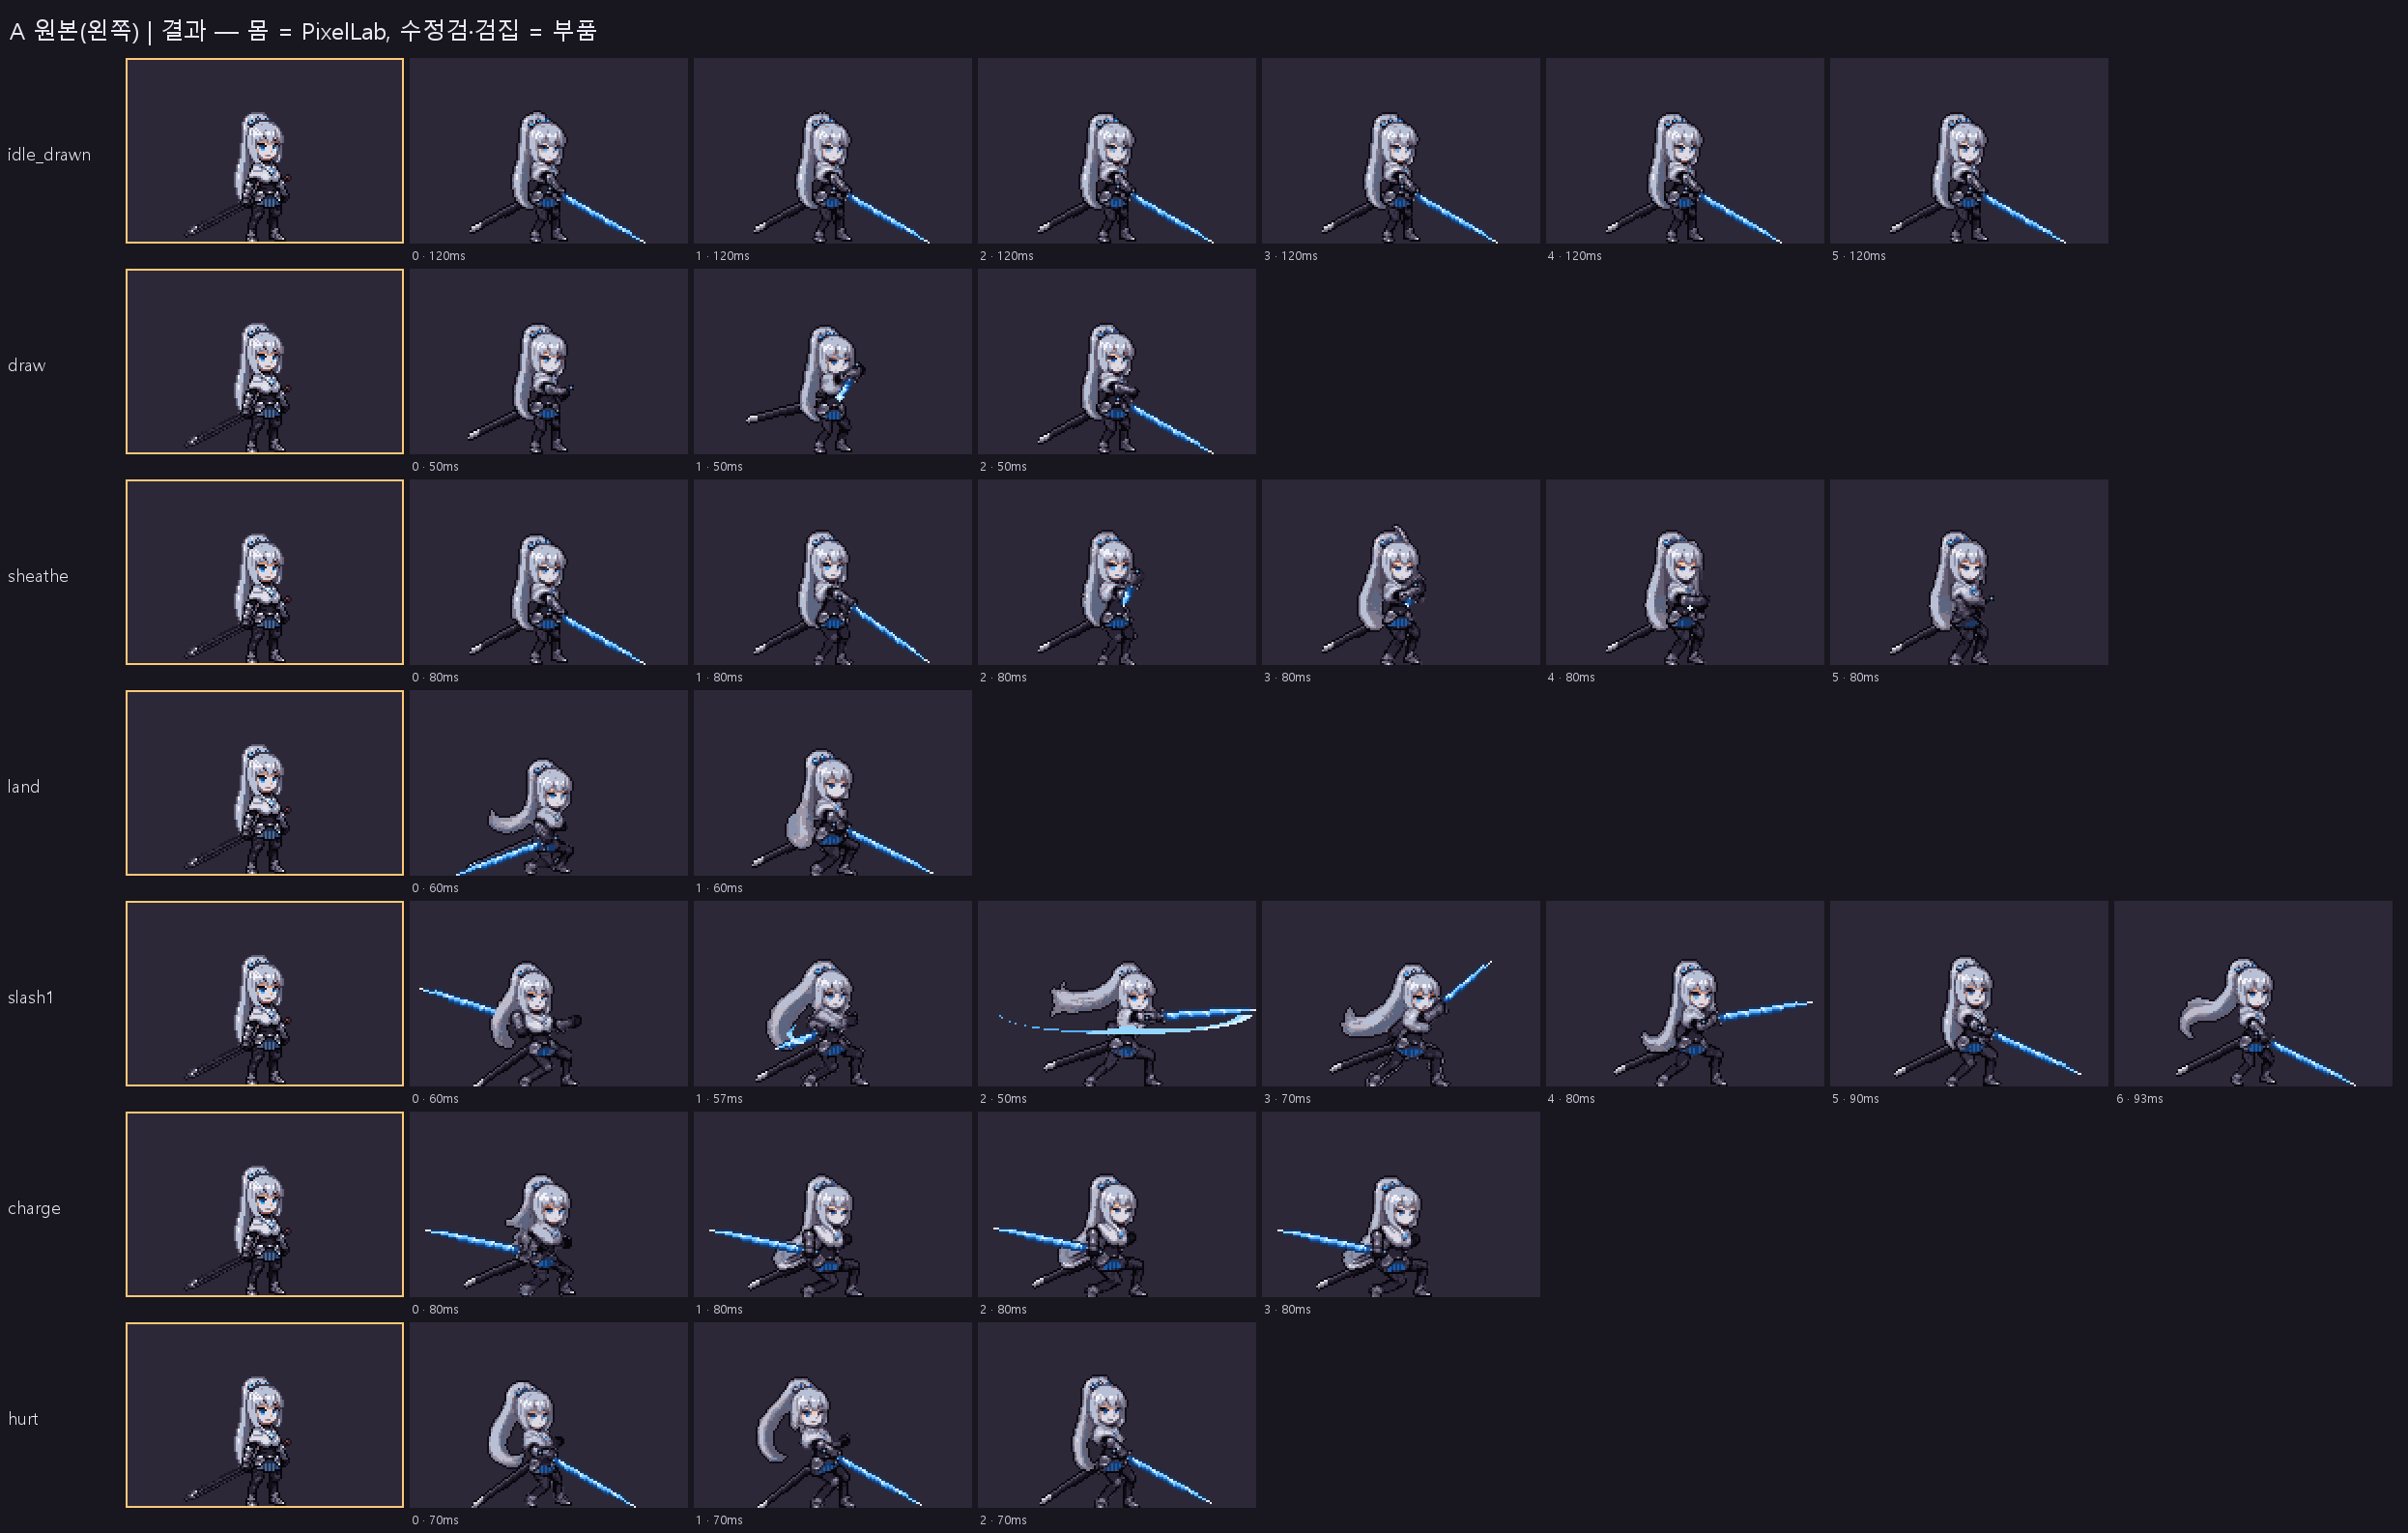 A 원본(왼쪽) | 결과 — 몸 = PixelLab, 수정검·검집 = 부품
idle_drawn
0 · 120ms 1 · 120ms 2 · 120ms 3 · 120ms 4 · 120ms 5 · 120ms
draw
0 · 50ms 1 · 50ms 2 · 50ms
sheathe
0 · 80ms 1 · 80ms 2 · 80ms 3 · 80ms 4 · 80ms 5 · 80ms
land
0 · 60ms 1 · 60ms
slash1
0 · 60ms 1 · 57ms 2 · 50ms 3 · 70ms 4 · 80ms 5 · 90ms 6 · 93ms
charge
0 · 80ms 1 · 80ms 2 · 80ms 3 · 80ms
hurt
0 · 70ms 1 · 70ms 2 · 70ms